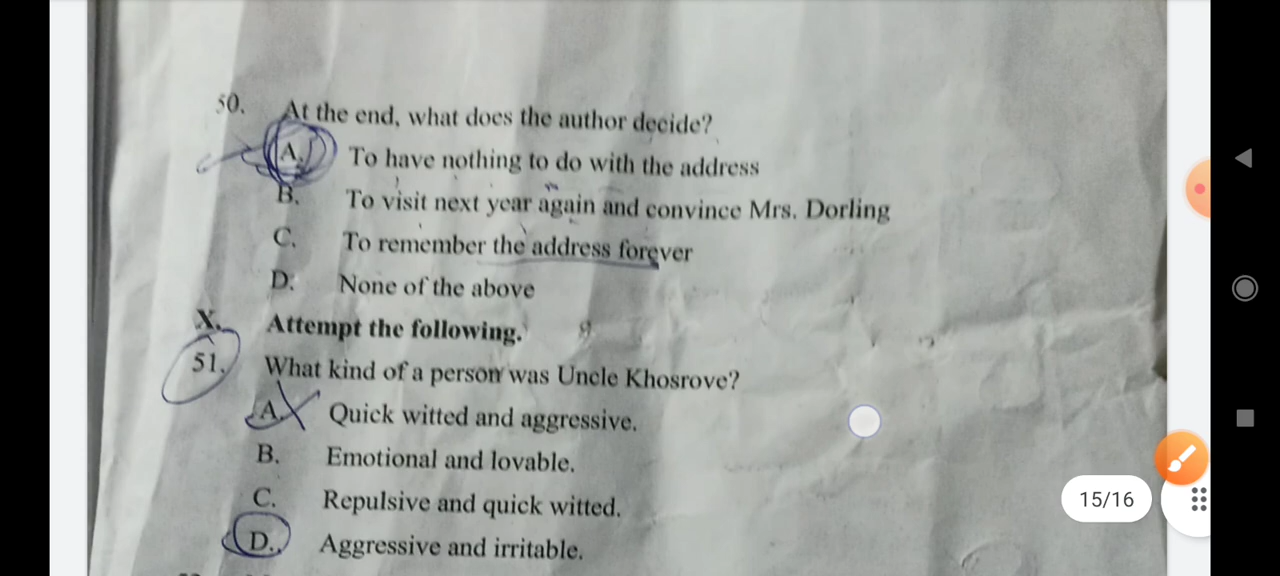 50. At the end, what does the author decide?
A. To have nothing to do with the address
B. To visit next year again and convince Mrs. Dorling
C. To remember the address forever
D. None of the above
X. Attempt the following.
51. What kind of a person was Uncle Khosrove?
A. Quick witted and aggressive.
B. Emotional and lovable.
C. Repulsive and quick witted.
D. Aggressive and irritable.
15/16